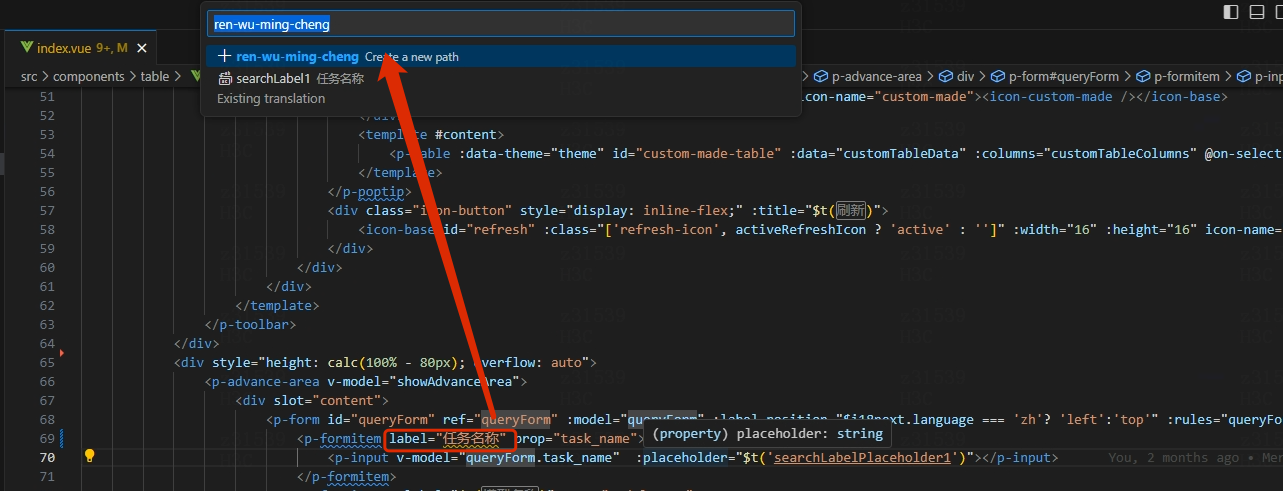 ren-wu-ming-cheng
index.vue 9+, M
ren-wu-ming-cheng Create a new path
searchLabel1 任务名称
Existing translation
src > components > table > p-advance-area > div > p-form#queryForm > p-formitem > p-inp
51 con-name="custom-made"><icon-custom-made /></icon-base>
52 </div>
53 <template #content>
54 <p-table :data-theme="theme" id="custom-made-table" :data="customTableData" :columns="customTableColumns" @on-select
55 </template>
56 </p-poptip>
57 <div class="icon-button" style="display: inline-flex;" :title="$t(刷新)">
58 <icon-base id="refresh" :class="['refresh-icon', activeRefreshIcon ? 'active' : '']" :width="16" :height="16" icon-name=
59 </div>
60 </div>
61 </div>
62 </template>
63 </p-toolbar>
64 </div>
65 <div style="height: calc(100% - 80px); overflow: auto">
66 <p-advance-area v-model="showAdvanceArea">
67 <div slot="content">
68 <p-form id="queryForm" ref="queryForm" :model="queryForm" :label-position="$i18next.language === 'zh'? 'left':'top'" :rules="queryFo
69 <p-formitem label="任务名称" prop="task_name"> (property) placeholder: string
70 <p-input v-model="queryForm.task_name" :placeholder="$t('searchLabelPlaceholder1')"></p-input> You, 2 months ago • Mer
71 </p-formitem>